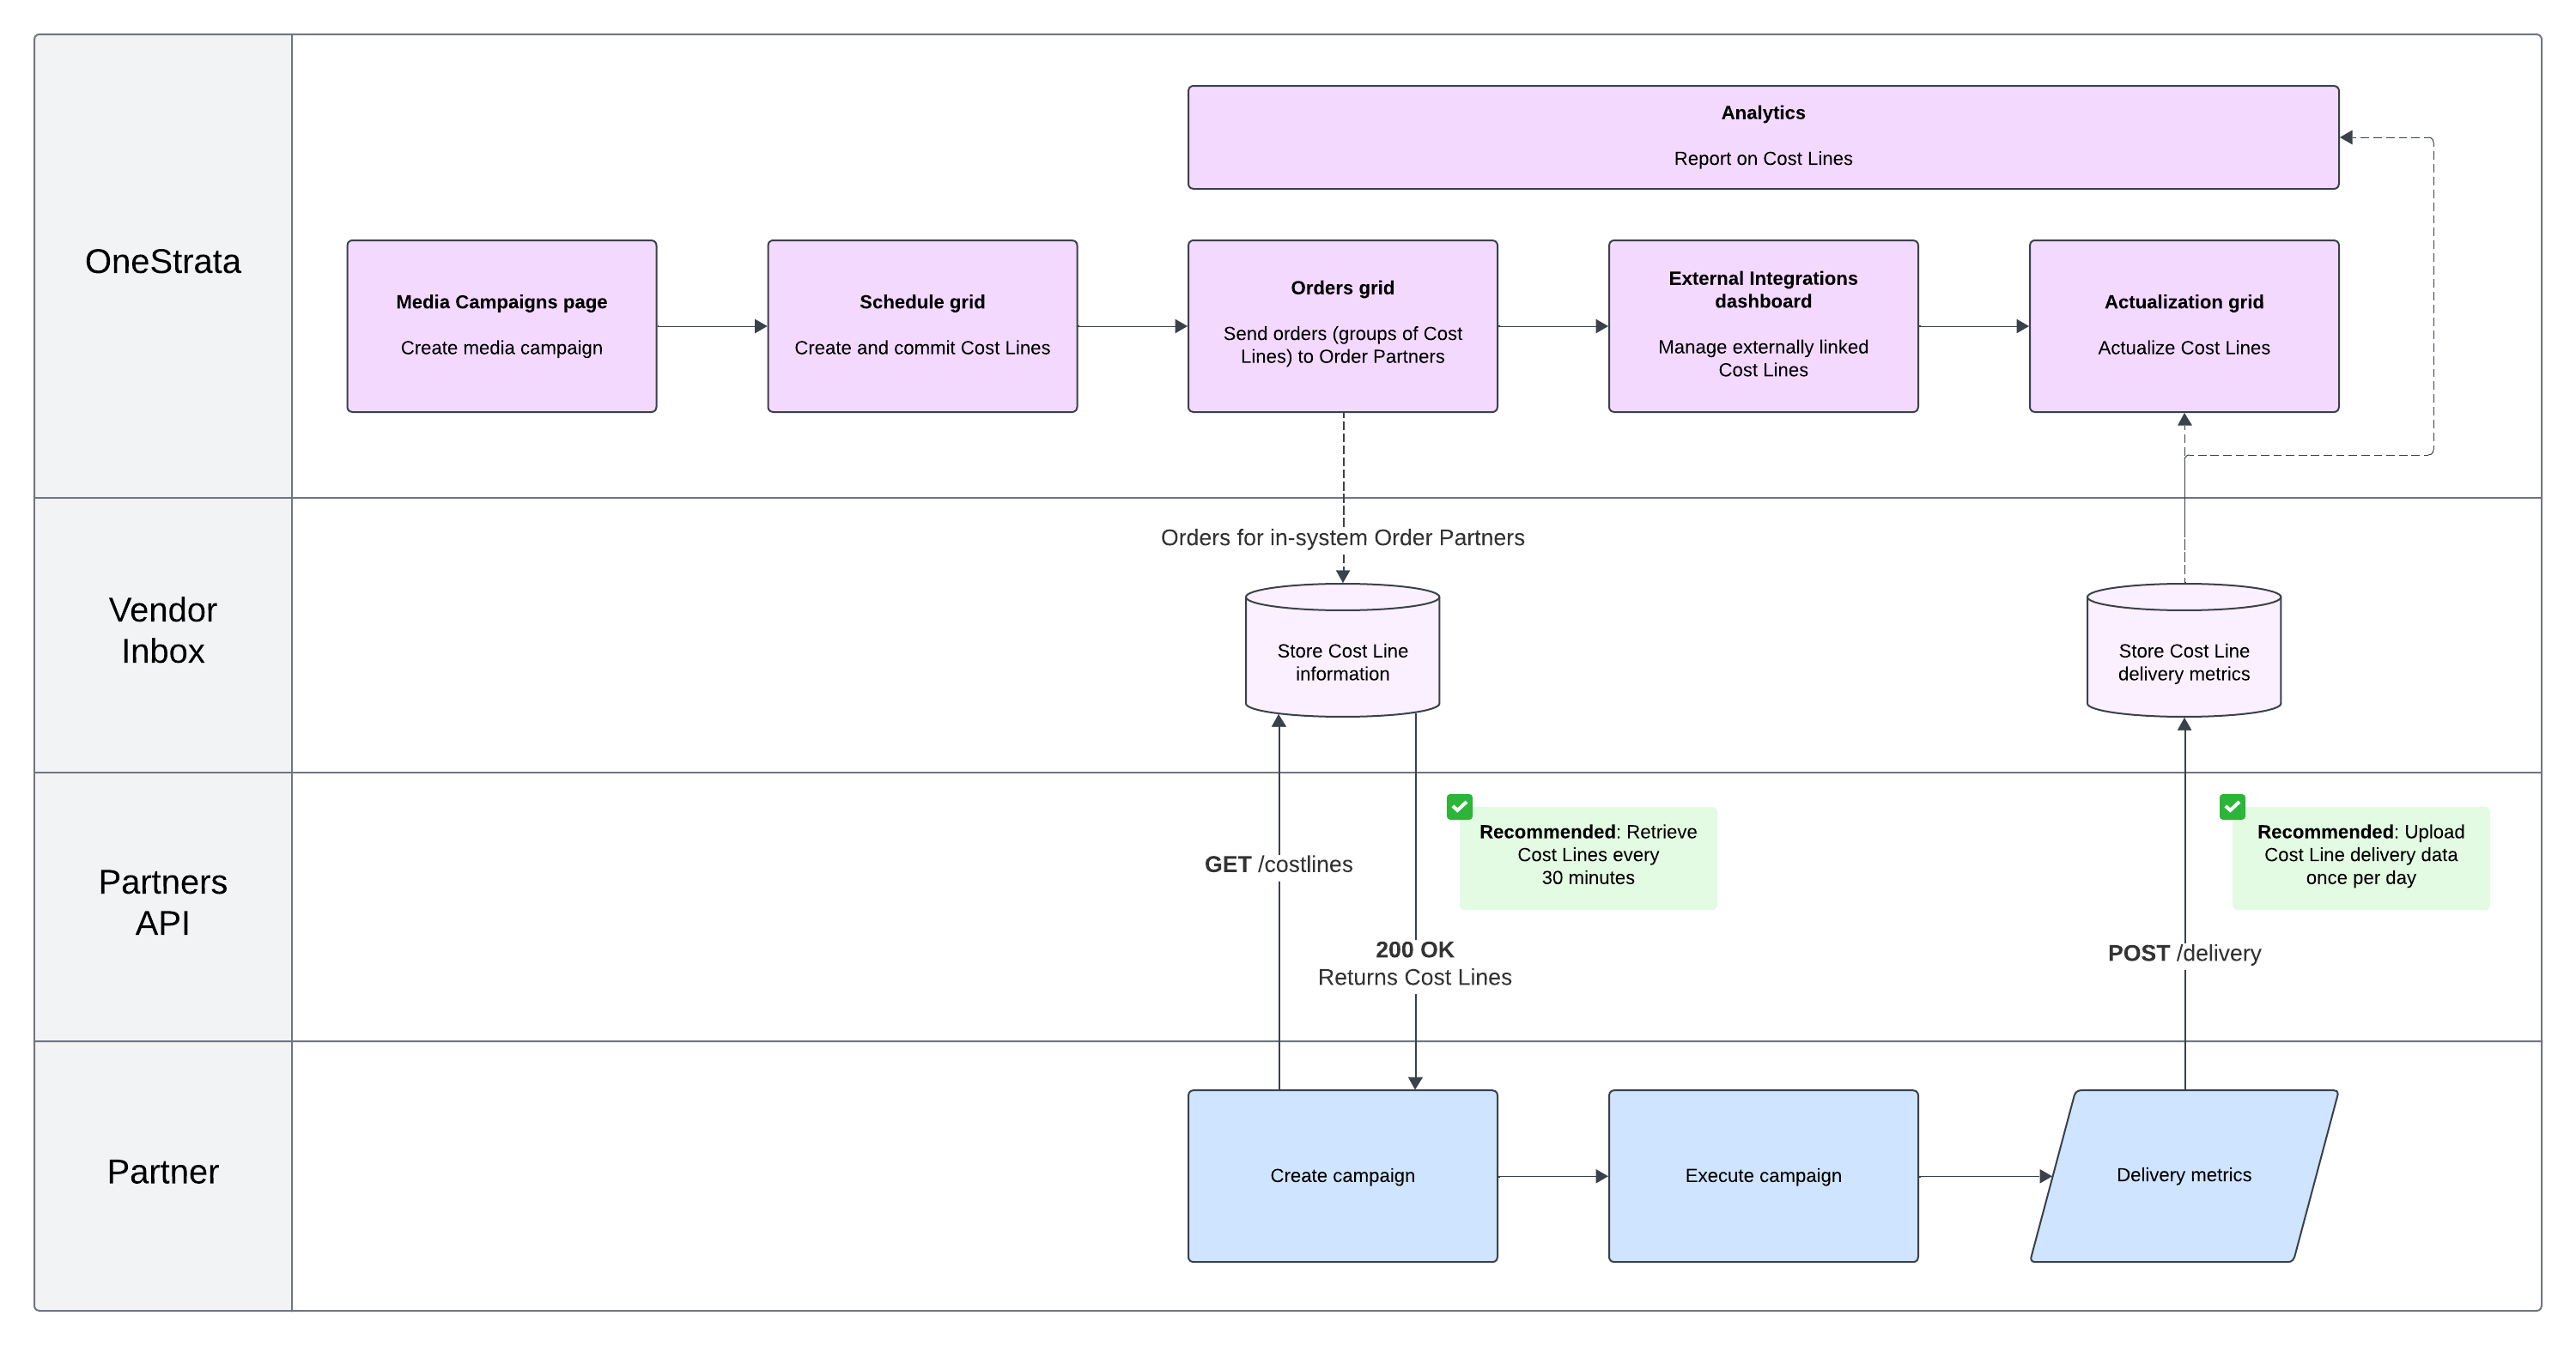 OneStrata
Analytics
Report on Cost Lines
Media Campaigns page
Create media campaign
Schedule grid
Create and commit Cost Lines
Orders grid
Send orders (groups of Cost
Lines) to Order Partners
External Integrations
dashboard
Manage externally linked
Cost Lines
Actualization grid
Actualize Cost Lines
Vendor
Inbox
Orders for in-system Order Partners
Store Cost Line
information
Store Cost Line
delivery metrics
Partners
API
GET /costlines
200 OK
Returns Cost Lines
Recommended: Retrieve
Cost Lines every
30 minutes
POST /delivery
Recommended: Upload
Cost Line delivery data
once per day
Partner
Create campaign
Execute campaign
Delivery metrics